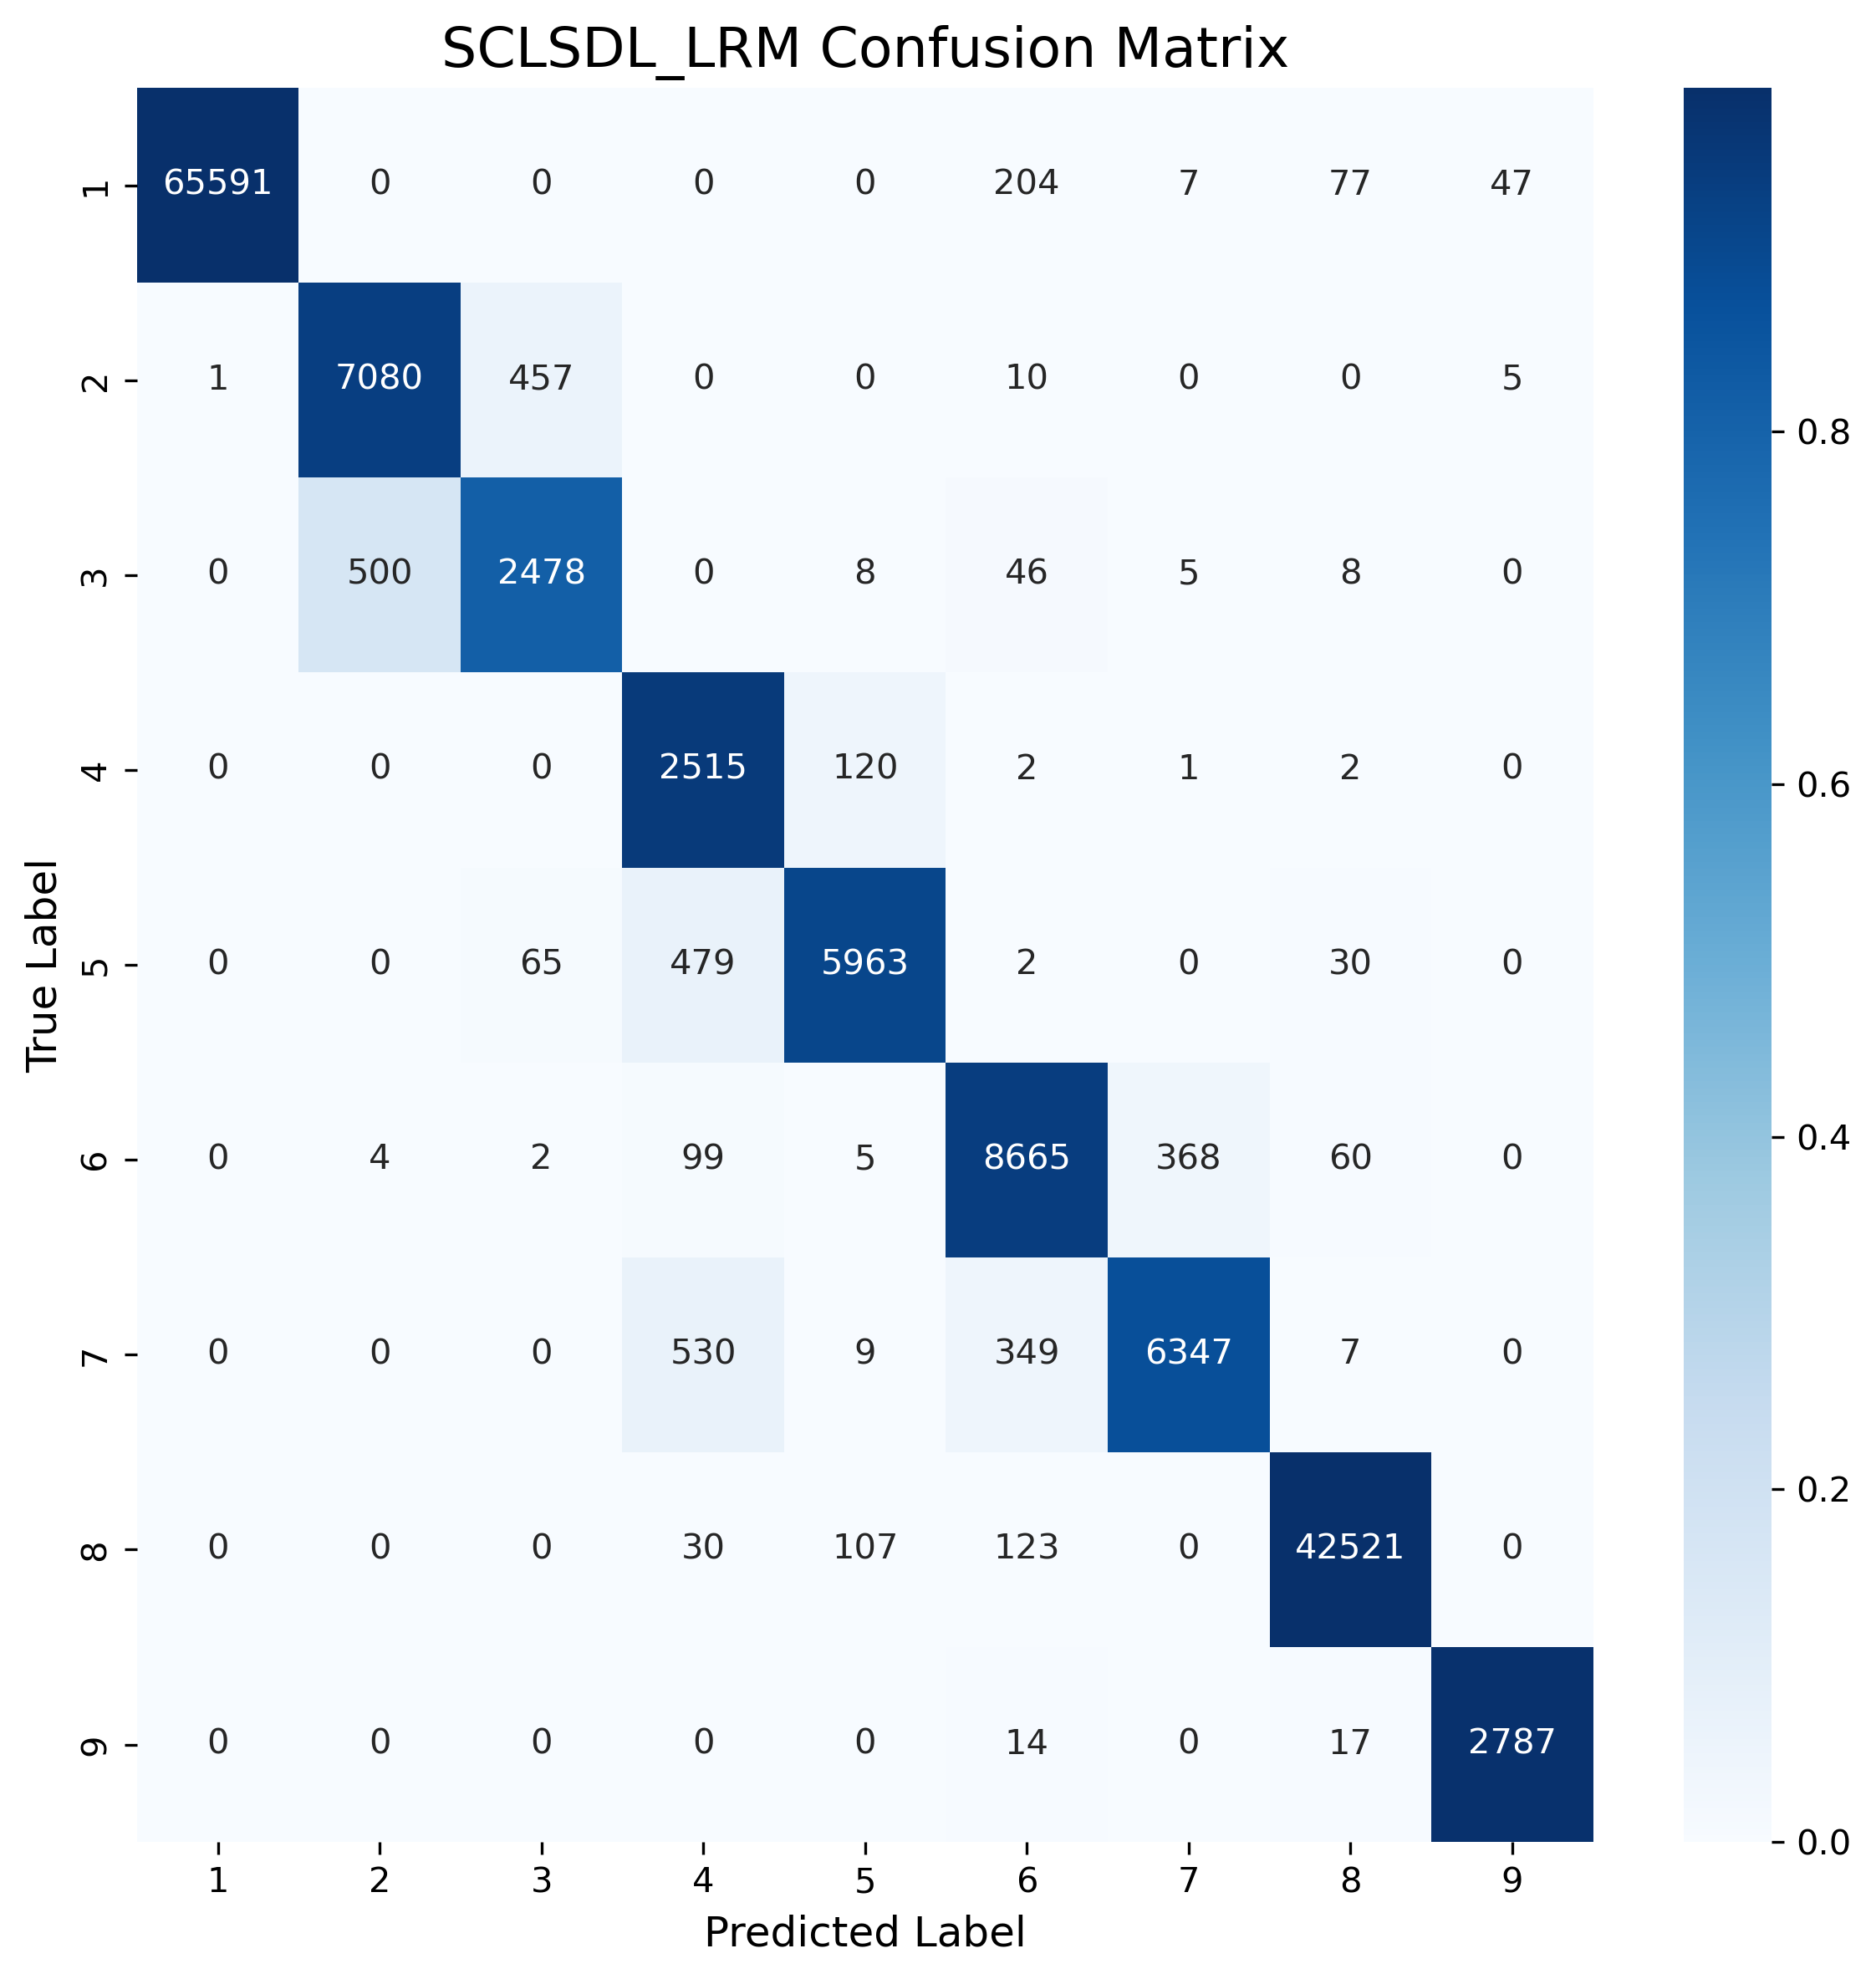 SCLSDL_LRM Confusion Matrix
1 65591 0 0 0 0 204 7 77 47
2 1 7080 457 0 0 10 0 0 5
3 0 500 2478 0 8 46 5 8 0
4 0 0 0 2515 120 2 1 2 0
5 0 0 65 479 5963 2 0 30 0
6 0 4 2 99 5 8665 368 60 0
7 0 0 0 530 9 349 6347 7 0
8 0 0 0 30 107 123 0 42521 0
9 0 0 0 0 0 14 0 17 2787
1 2 3 4 5 6 7 8 9
Predicted Label
True Label
0.8
0.6
0.4
0.2
0.0